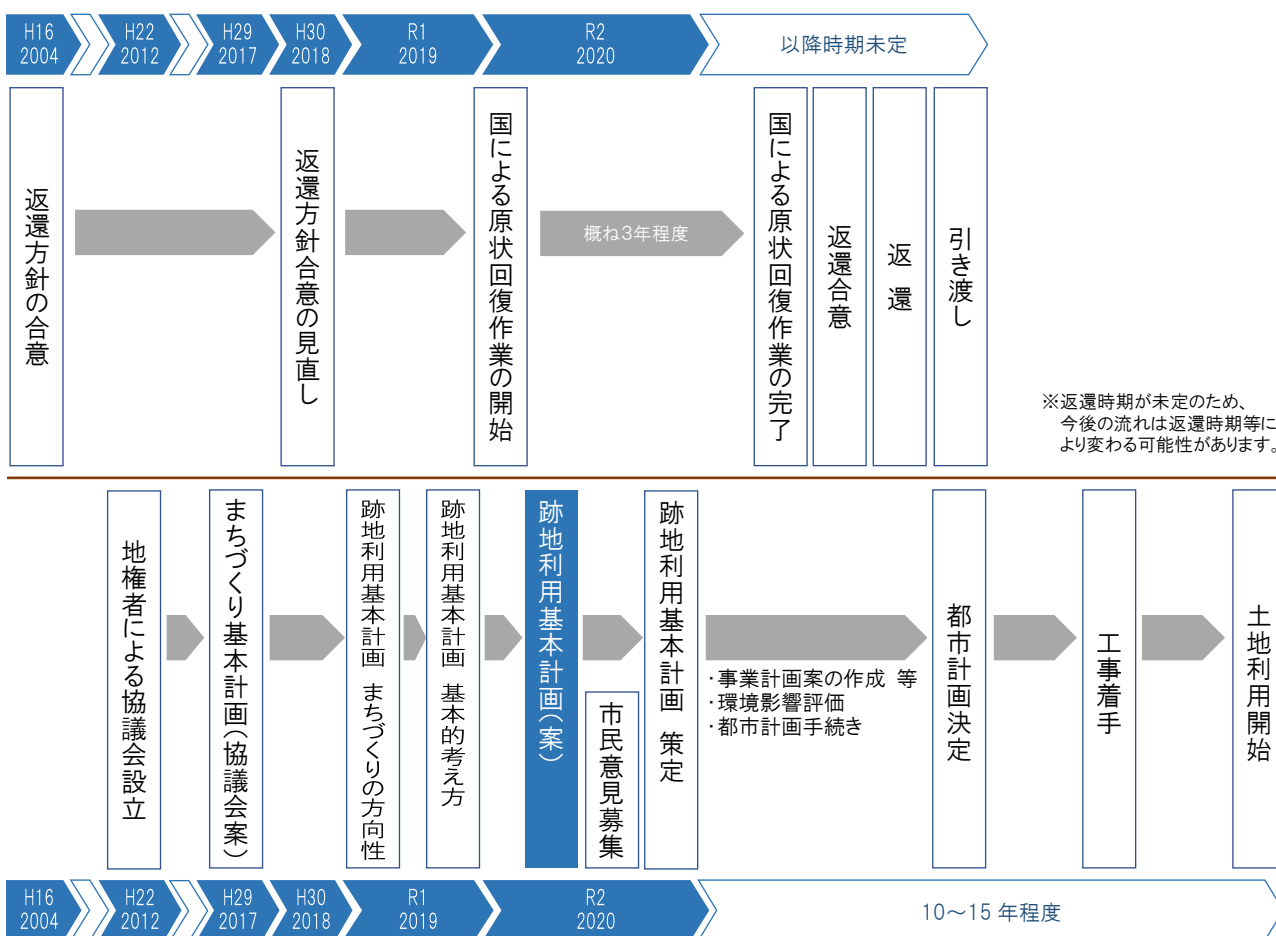 H16
2004
H22
2012
H29
2017
H30
2018
R1
2019
R2
2020
以降時期未定
返還方針の合意
返還方針合意の見直し
国による原状回復作業の開始
概ね3年程度
国による原状回復作業の完了
返還合意
返還
引き渡し
※返還時期が未定のため、
今後の流れは返還時期等に
より変わる可能性があります。
地権者による協議会設立
まちづくり基本計画(協議会案)
跡地利用基本計画 まちづくりの方向性
跡地利用基本計画 基本的考え方
跡地利用基本計画(案)
市民意見募集
跡地利用基本計画 策定
・事業計画案の作成 等
・環境影響評価
・都市計画手続き
都市計画決定
工事着手
土地利用開始
H16
2004
H22
2012
H29
2017
H30
2018
R1
2019
R2
2020
10～15年程度